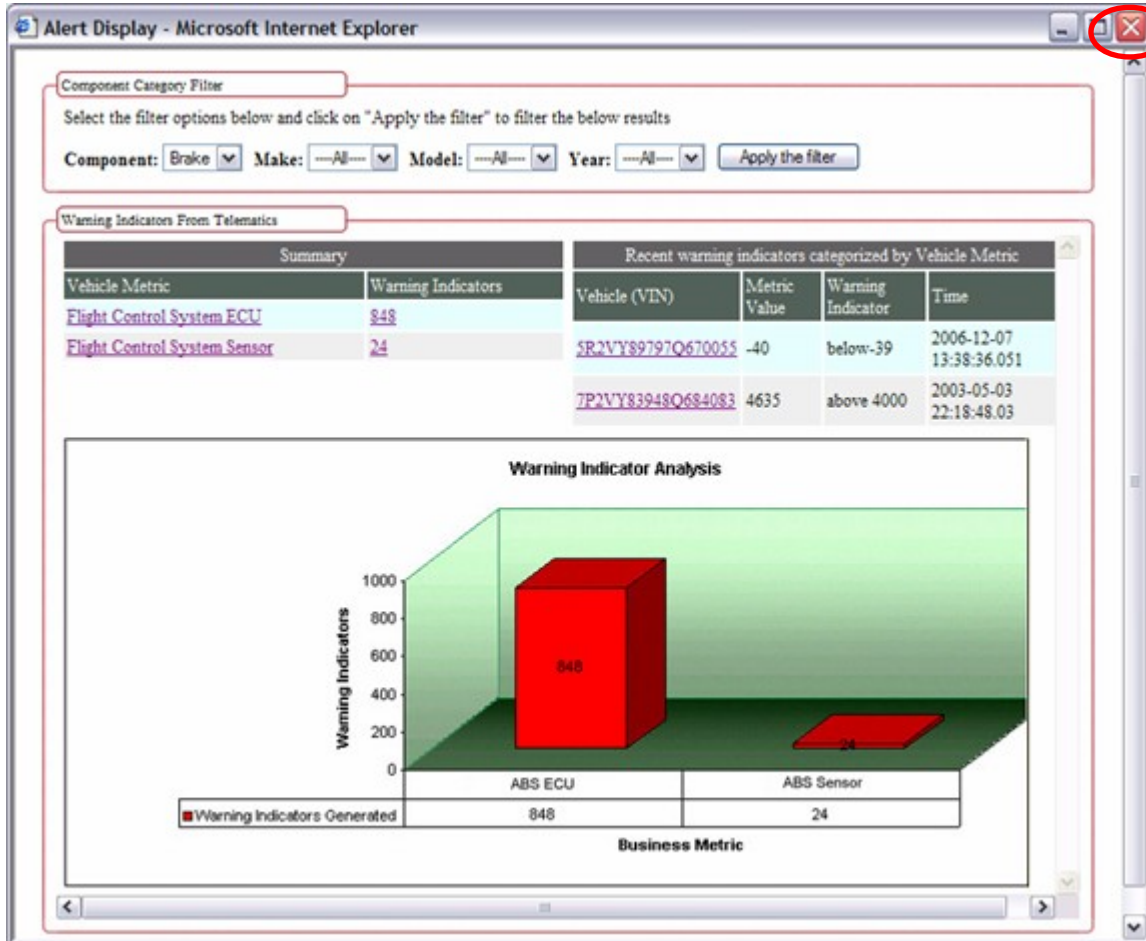 Alert Display - Microsoft Internet Explorer
Component Category Filter
Select the filter options below and click on "Apply the filter" to filter the below results
Component: Brake Make: ----All---- Model: ----All---- Year: ----All---- Apply the filter
Warning Indicators From Telematics
Summary
Vehicle Metric Warning Indicators
Flight Control System ECU 848
Flight Control System Sensor 24
Recent warning indicators categorized by Vehicle Metric
Vehicle (VIN) Metric Value Warning Indicator Time
5R2VY89797Q670055 -40 below-39 2006-12-07 13:38:36.051
7P2VY83948Q684083 4635 above 4000 2003-05-03 22:18:48.03
Warning Indicator Analysis
Warning Indicators
1000
800
600
400
200
0
848
24
ABS ECU ABS Sensor
Warning Indicators Generated 848 24
Business Metric